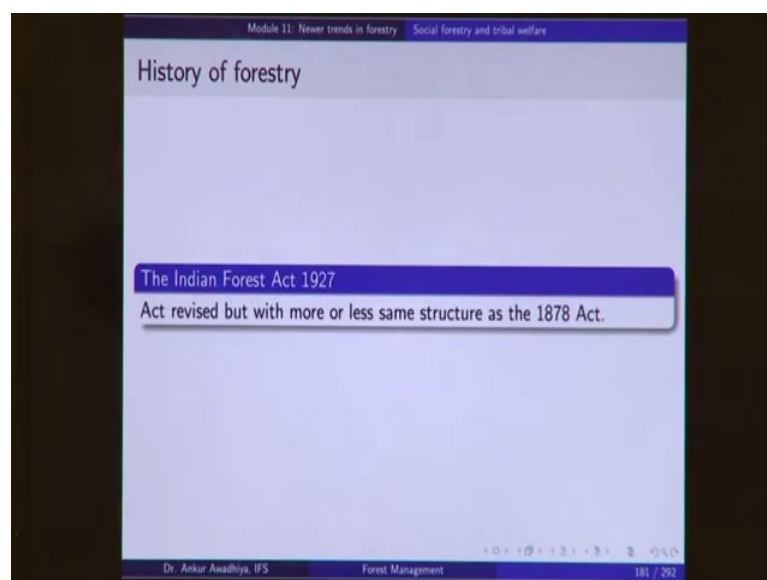 Module 11: Newer trends in forestry Social forestry and tribal welfare
History of forestry
The Indian Forest Act 1927
Act revised but with more or less same structure as the 1878 Act.
Dr. Ankur Awadhiya, IFS Forest Management 181 / 292